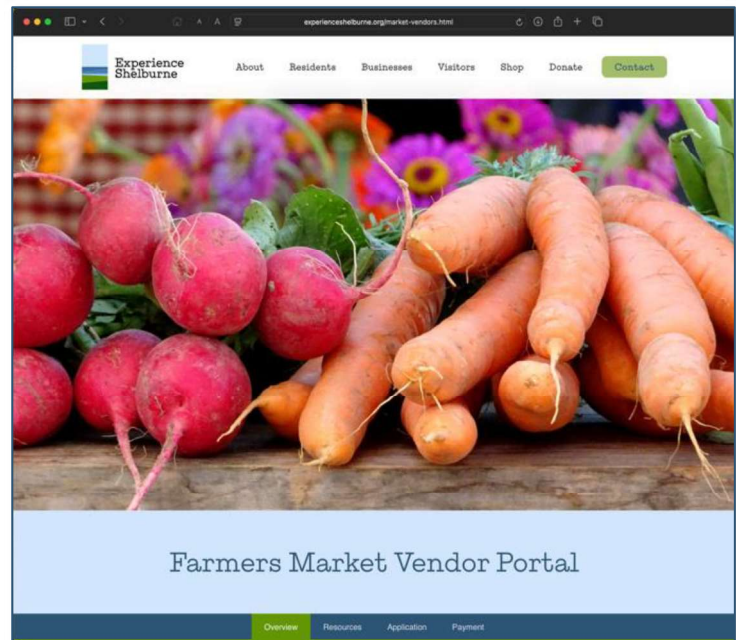 A A experienceshelburne.org/market-vendors.html
Experience
Shelburne
About Residents Businesses Visitors Shop Donate Contact
Farmers Market Vendor Portal
Overview Resources Application Payment